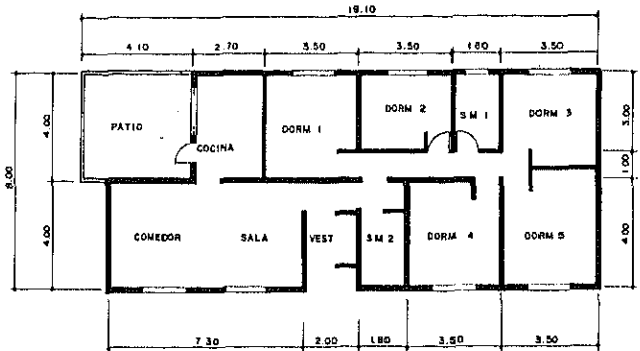 19.10
4.10 2.70 3.50 3.50 1.80 3.50
8.00
4.00
4.00
3.00
1.00
4.00
PATIO
COCINA
DORM 1
DORM 2
S M 1
DORM 3
COMEDOR
SALA
VEST
S M 2
DORM 4
DORM 5
7.30 2.00 1.80 3.50 3.50